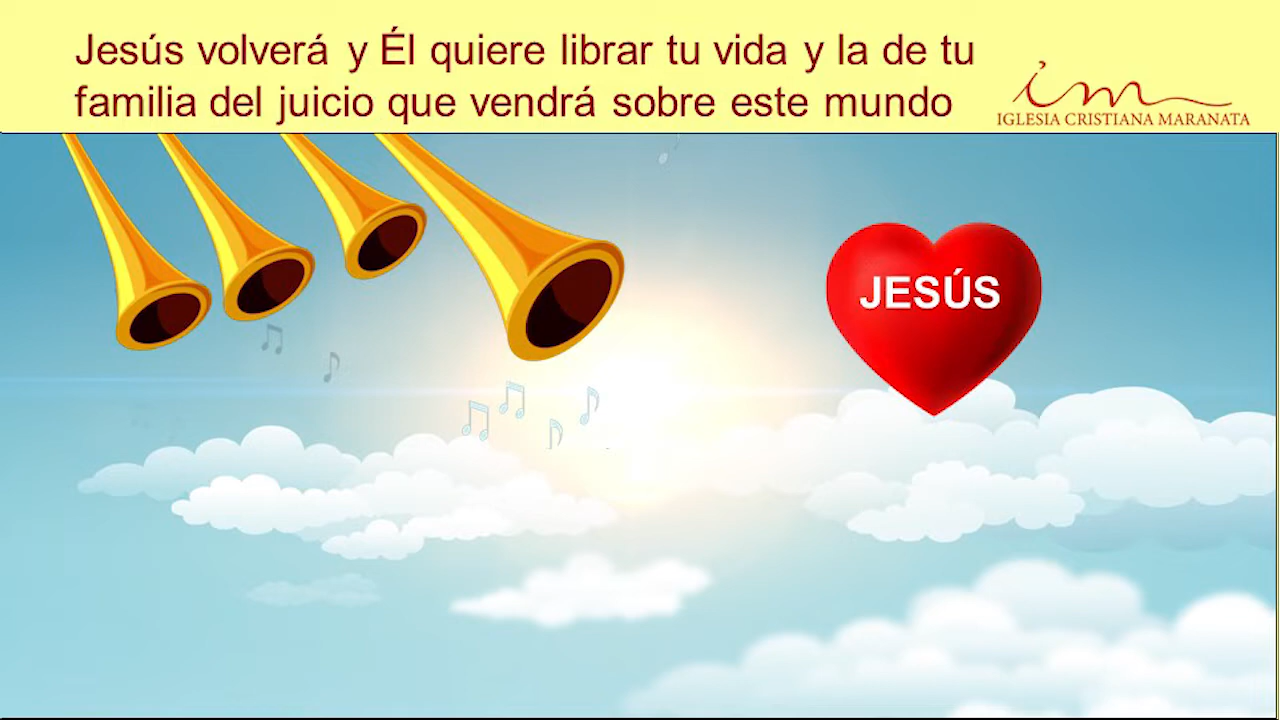 Jesús volverá y Él quiere librar tu vida y la de tu
familia del juicio que vendrá sobre este mundo
im
IGLESIA CRISTIANA MARANATA
JESÚS